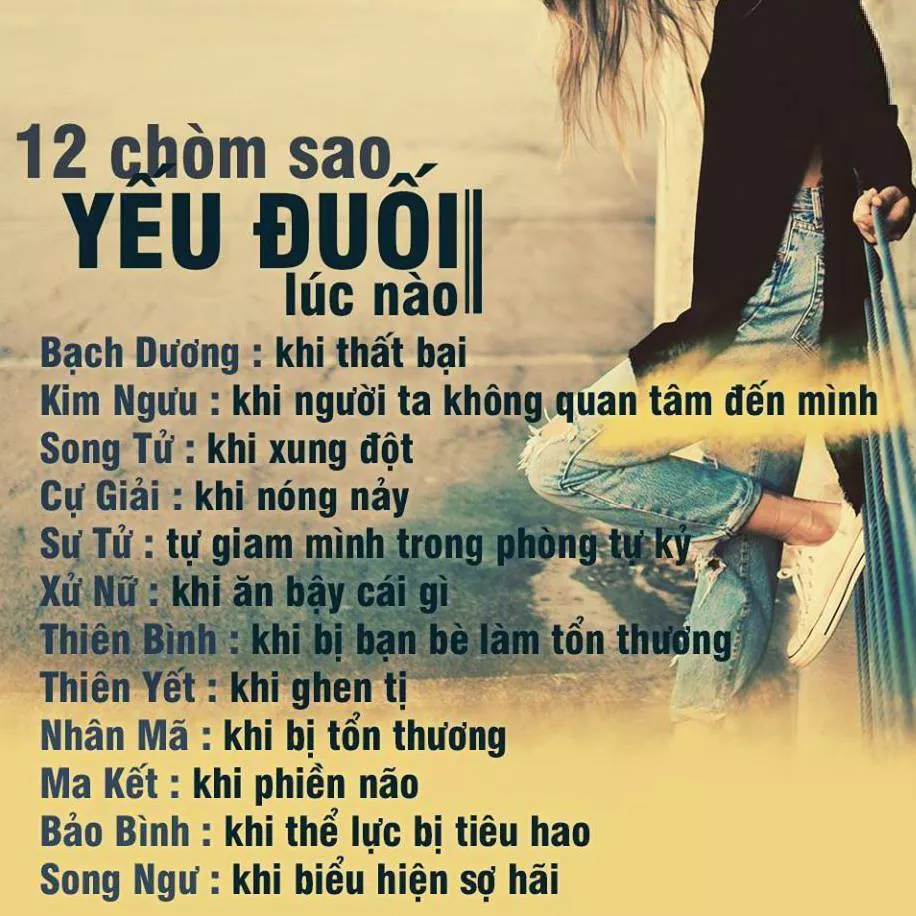 12 chòm sao
YẾU ĐUỐI
lúc nào
Bạch Dương : khi thất bại
Kim Ngưu : khi người ta không quan tâm đến mình
Song Tử : khi xung đột
Cự Giải : khi nóng nảy
Sư Tử : tự giam mình trong phòng tự kỷ
Xử Nữ : khi ăn bậy cái gì
Thiên Bình : khi bị bạn bè làm tổn thương
Thiên Yết : khi ghen tị
Nhân Mã : khi bị tổn thương
Ma Kết : khi phiền não
Bảo Bình : khi thể lực bị tiêu hao
Song Ngư : khi biểu hiện sợ hãi